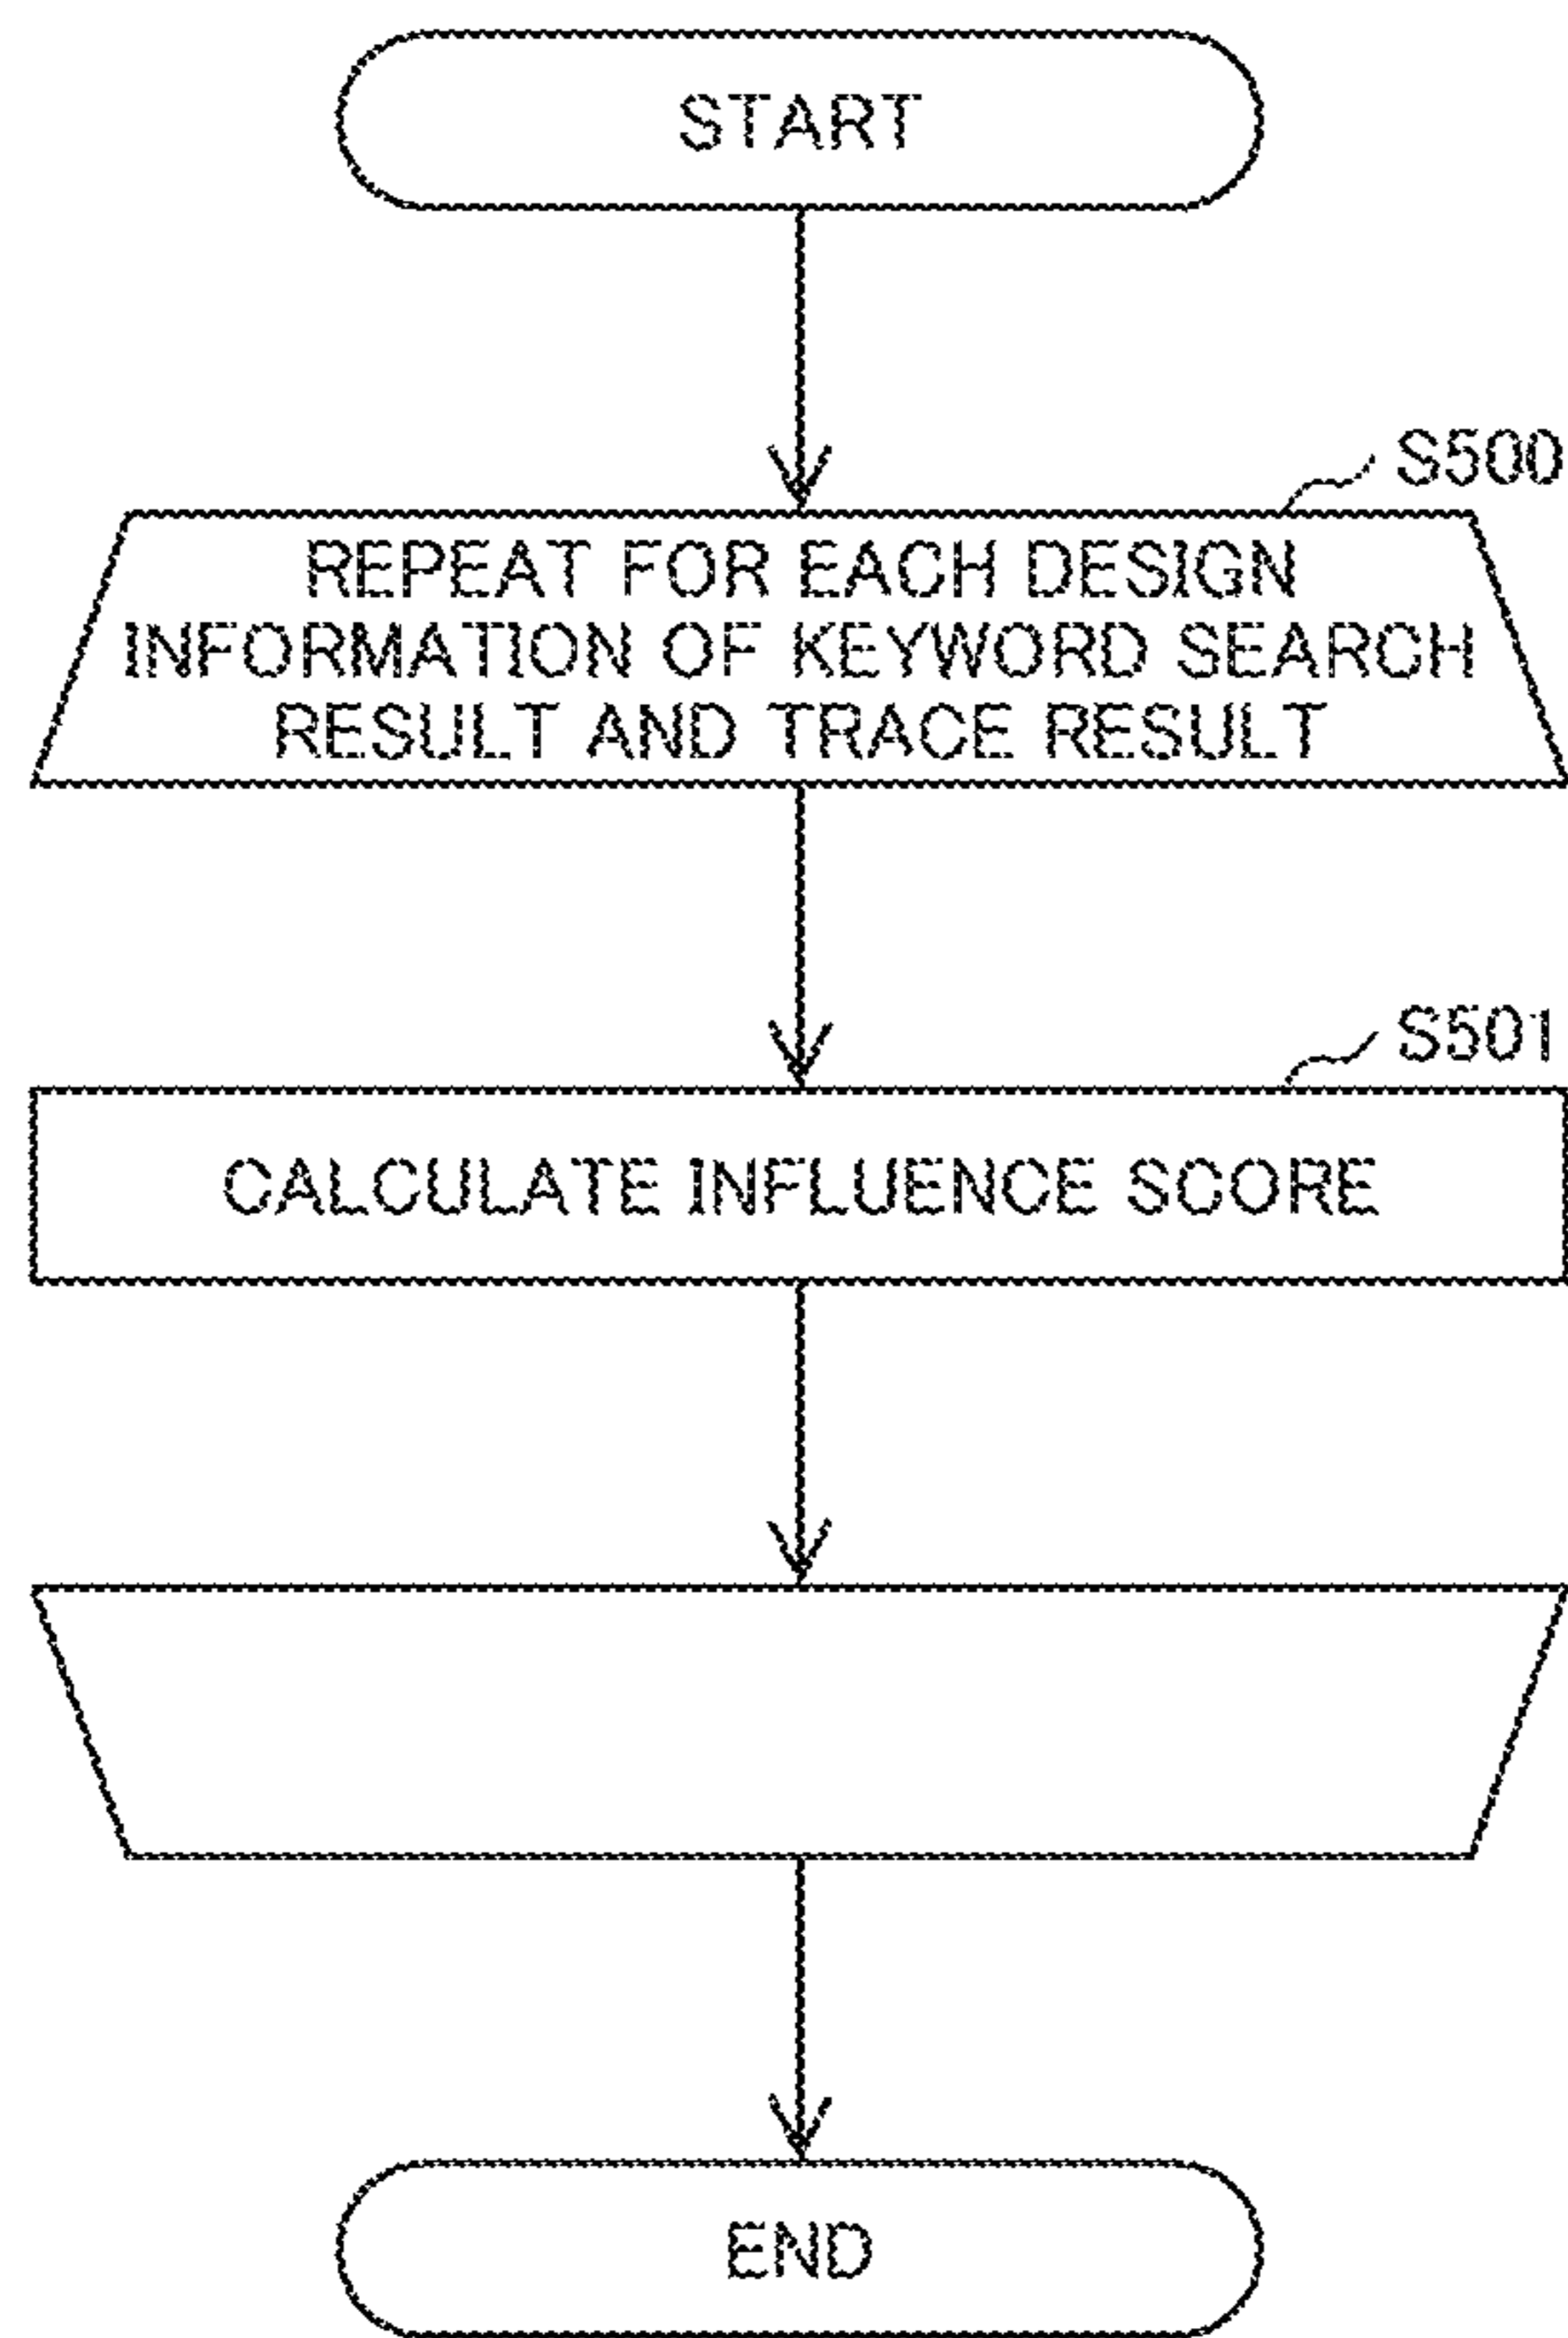 START
S500
REPEAT FOR EACH DESIGN
INFORMATION OF KEYWORD SEARCH
RESULT AND TRACE RESULT
S501
CALCULATE INFLUENCE SCORE
END